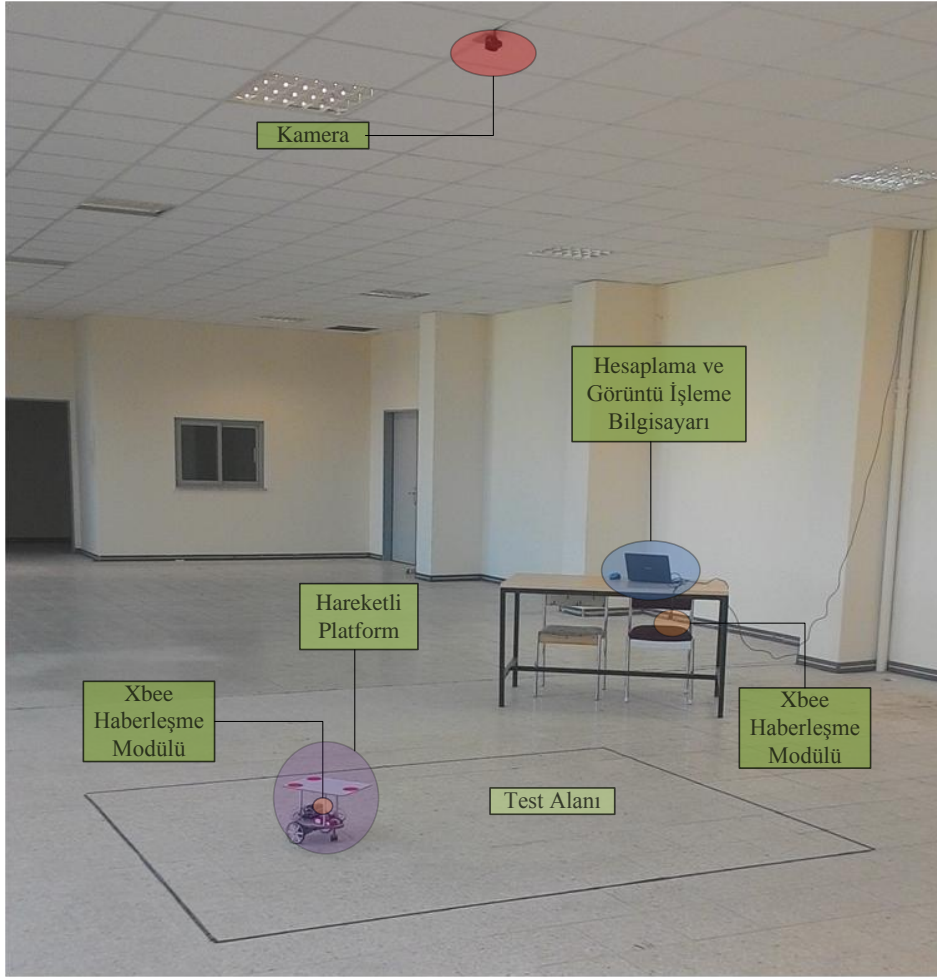 Kamera
Hesaplama ve
Görüntü İşleme
Bilgisayarı
Hareketli
Platform
Xbee
Haberleşme
Modülü
Xbee
Haberleşme
Modülü
Test Alanı